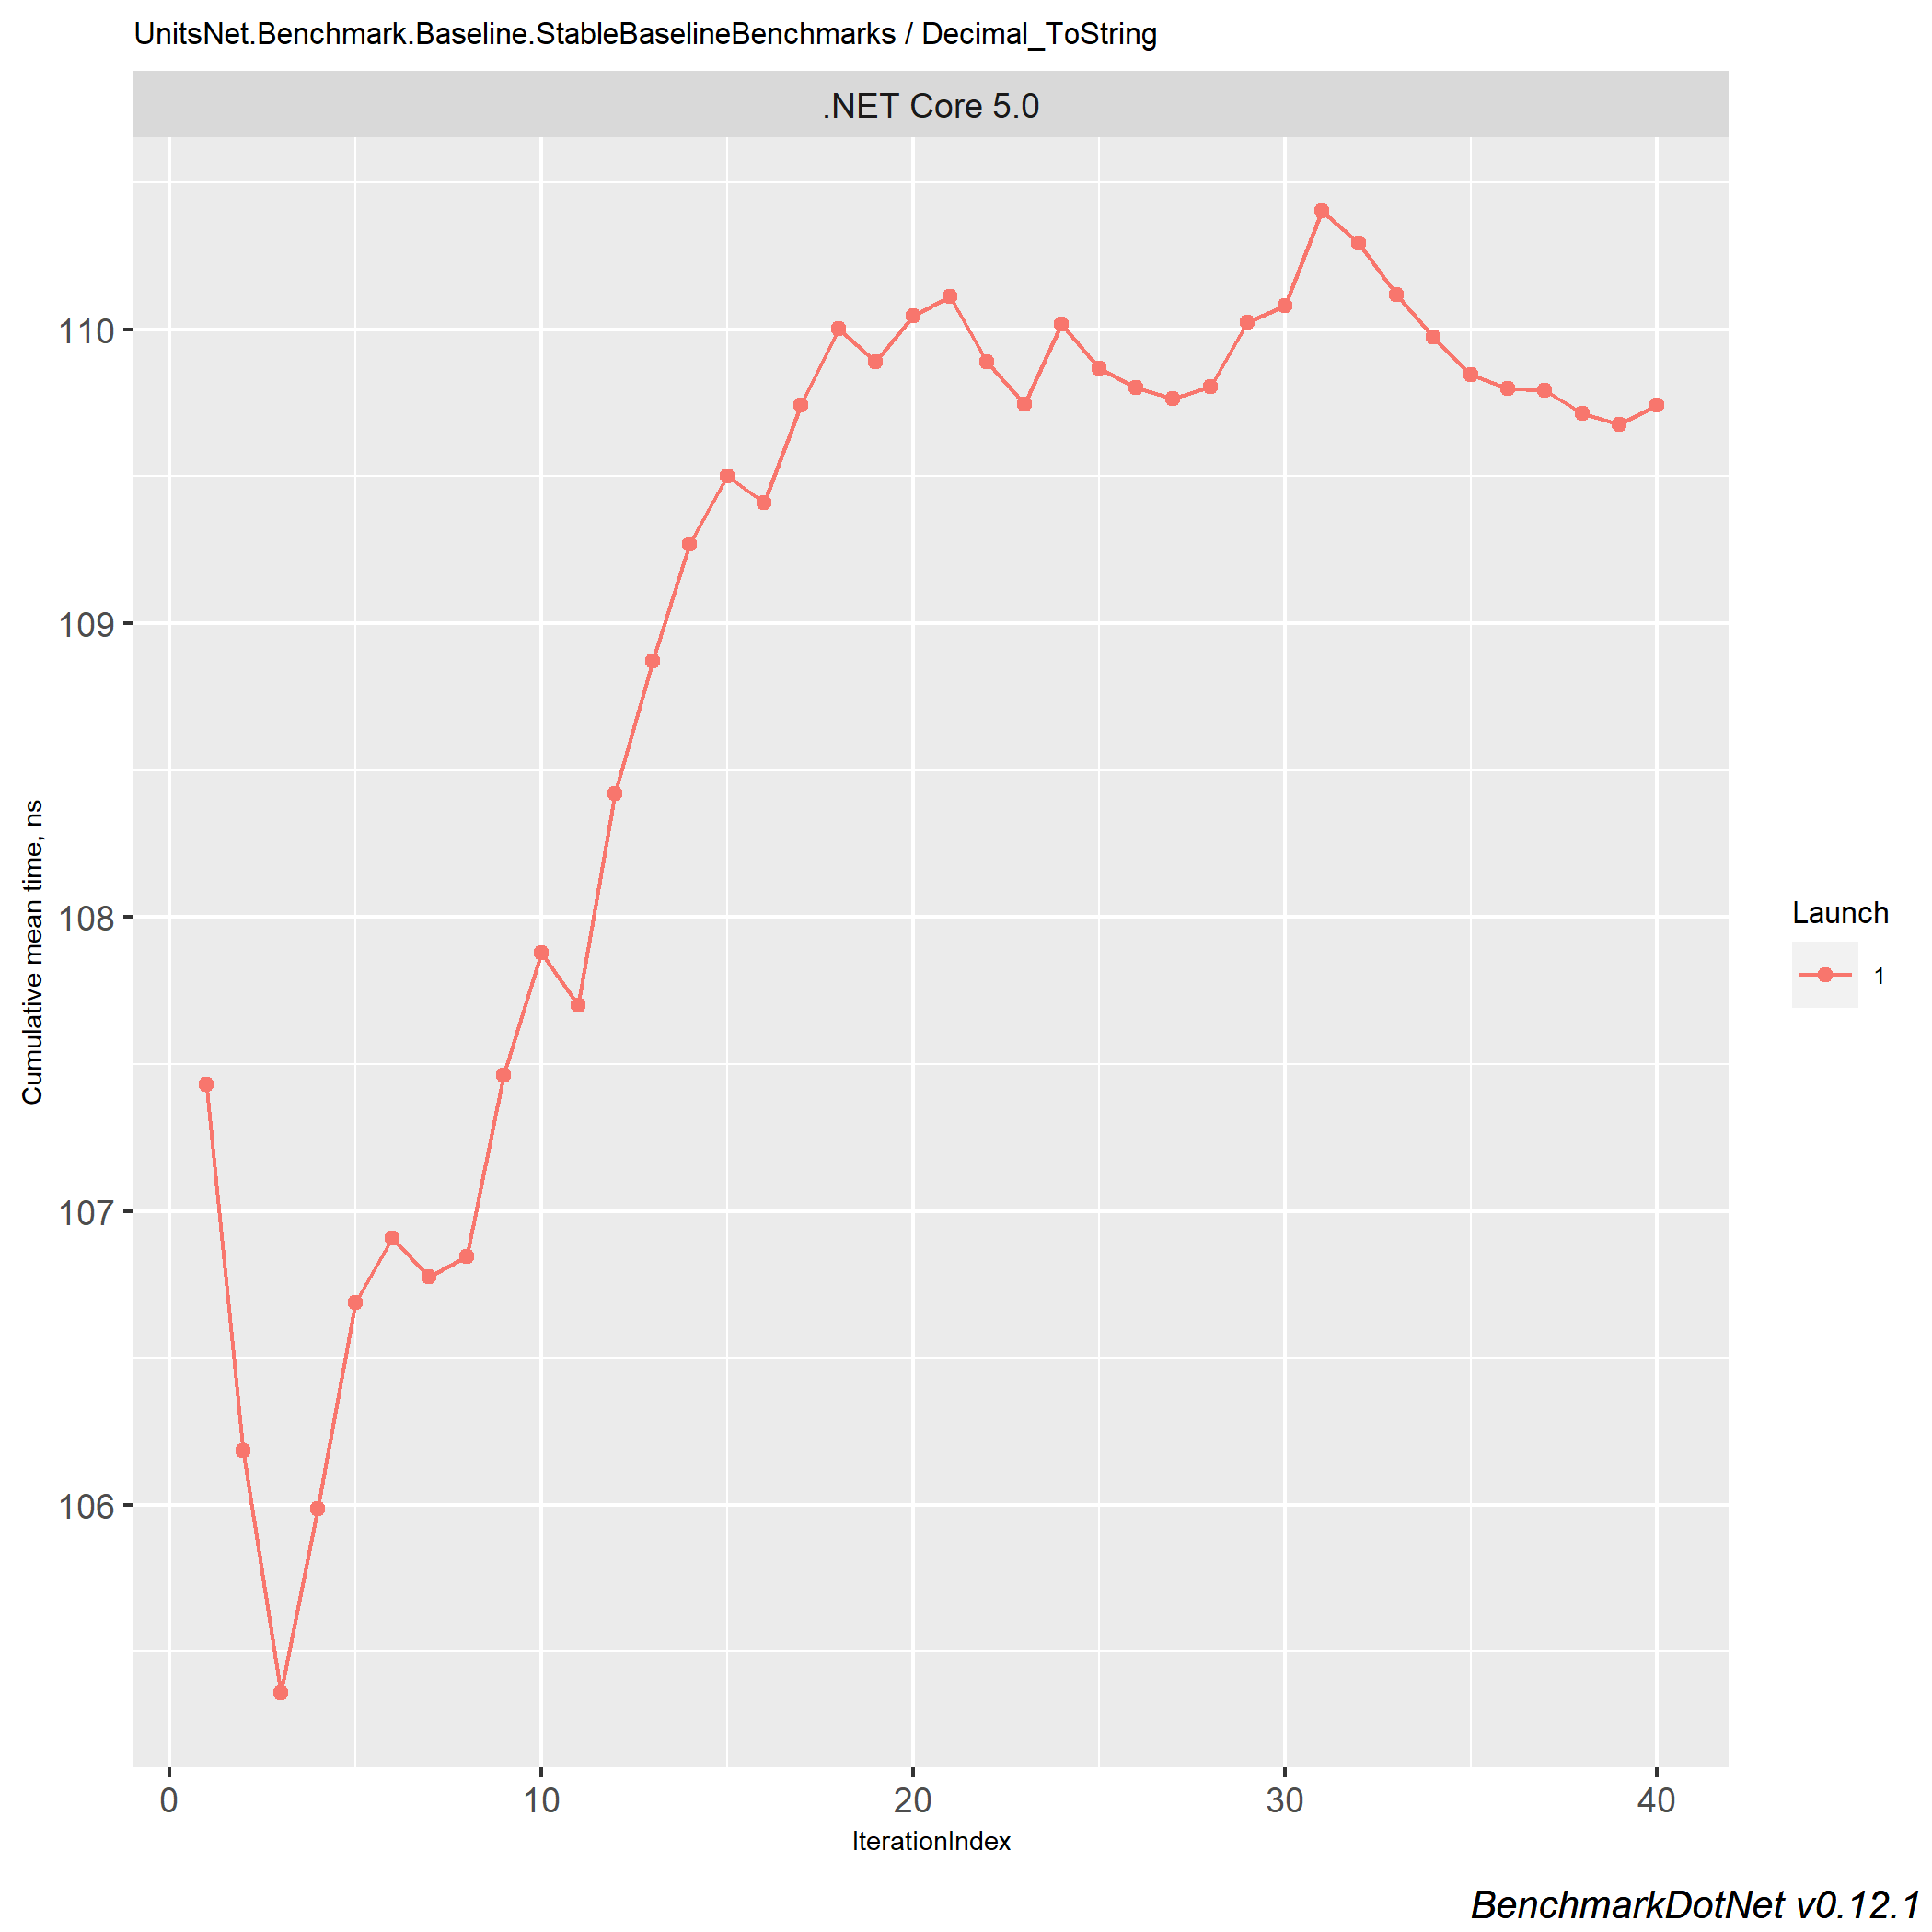 UnitsNet.Benchmark.Baseline.StableBaselineBenchmarks / Decimal_ToString
.NET Core 5.0
110
109
108
107
106
Cumulative mean time, ns
0 10 20 30 40
IterationIndex
Launch
1
BenchmarkDotNet v0.12.1